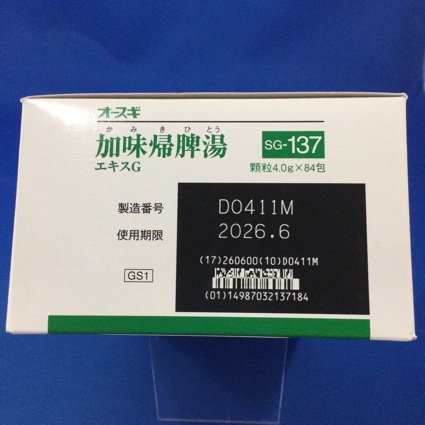 オースギ
かみきひとう
加味帰脾湯
エキスG
SG-137
顆粒4.0g×84包
製造番号 D0411M
使用期限 2026.6
(17)260600(10)D0411M
(01)14987032137184
GS1